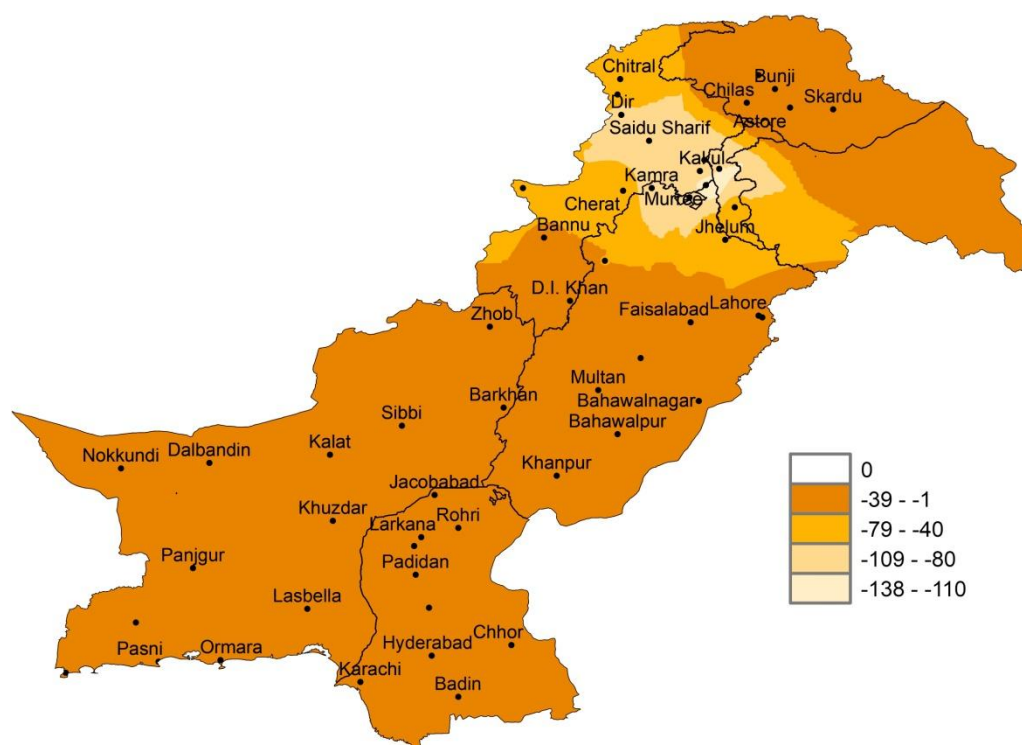 Chitral
Bunji
Chilas
Skardu
Dir
Astore
Saidu Sharif
Kakul
Kamra
Cherat
Murree
Bannu
Jhelum
D.I. Khan
Lahore
Faisalabad
Zhob
Multan
Barkhan
Bahawalnagar
Sibbi
Bahawalpur
Kalat
Dalbandin
Nokkundi
Khanpur
0
Jacobabad
-39 - -1
Khuzdar
Rohri
Larkana
-79 - -40
Panjgur
Padidan
-109 - -80
-138 - -110
Lasbella
Chhor
Pasni
Ormara
Hyderabad
Karachi
Badin